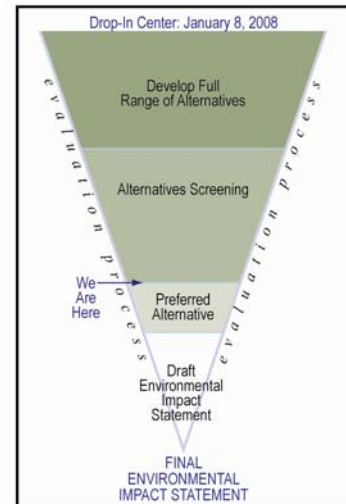 Drop-In Center: January 8, 2008
evaluation process
evaluation process
Develop Full
Range of Alternatives
Alternatives Screening
We
Are
Here
Preferred
Alternative
Draft
Environmental
Impact
Statement
FINAL
ENVIRONMENTAL
IMPACT STATEMENT